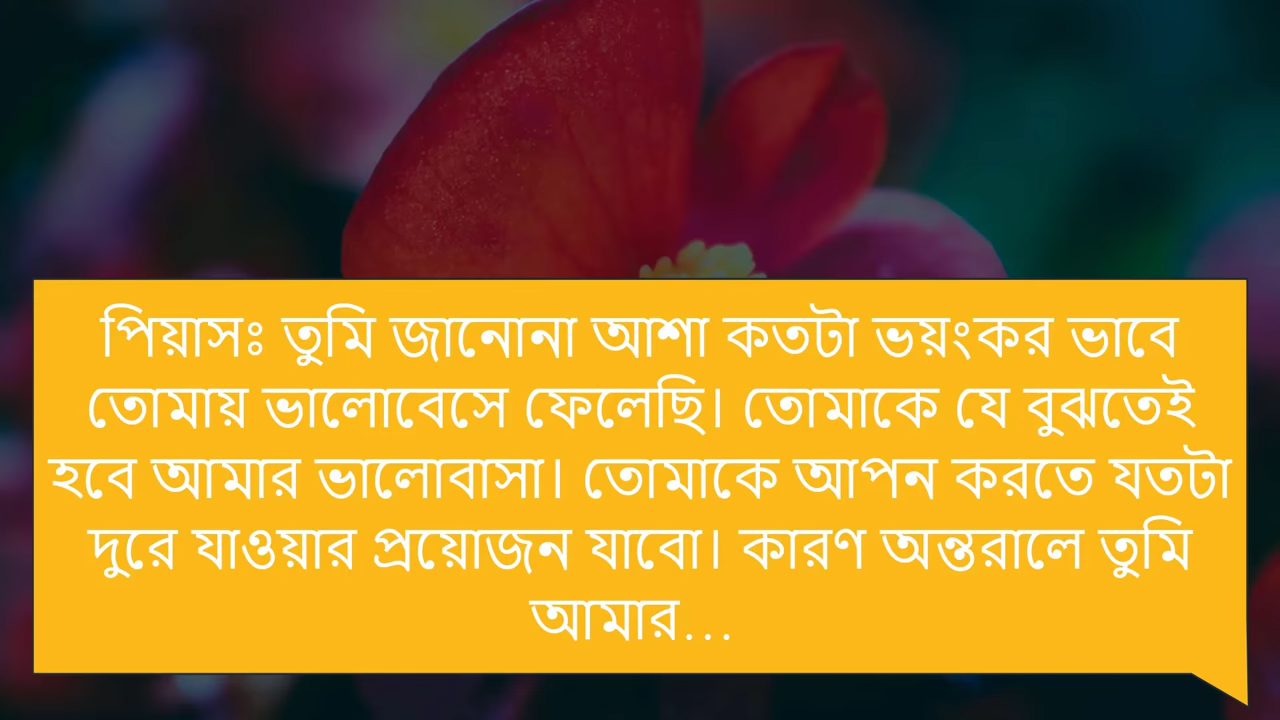 পিয়াসঃ তুমি জানোনা আশা কতটা ভয়ংকর ভাবে
তোমায় ভালোবেসে ফেলেছি। তোমাকে যে বুঝতেই
হবে আমার ভালোবাসা। তোমাকে আপন করতে যতটা
দুরে যাওয়ার প্রয়োজন যাবো। কারণ অন্তরালে তুমি
আমার...